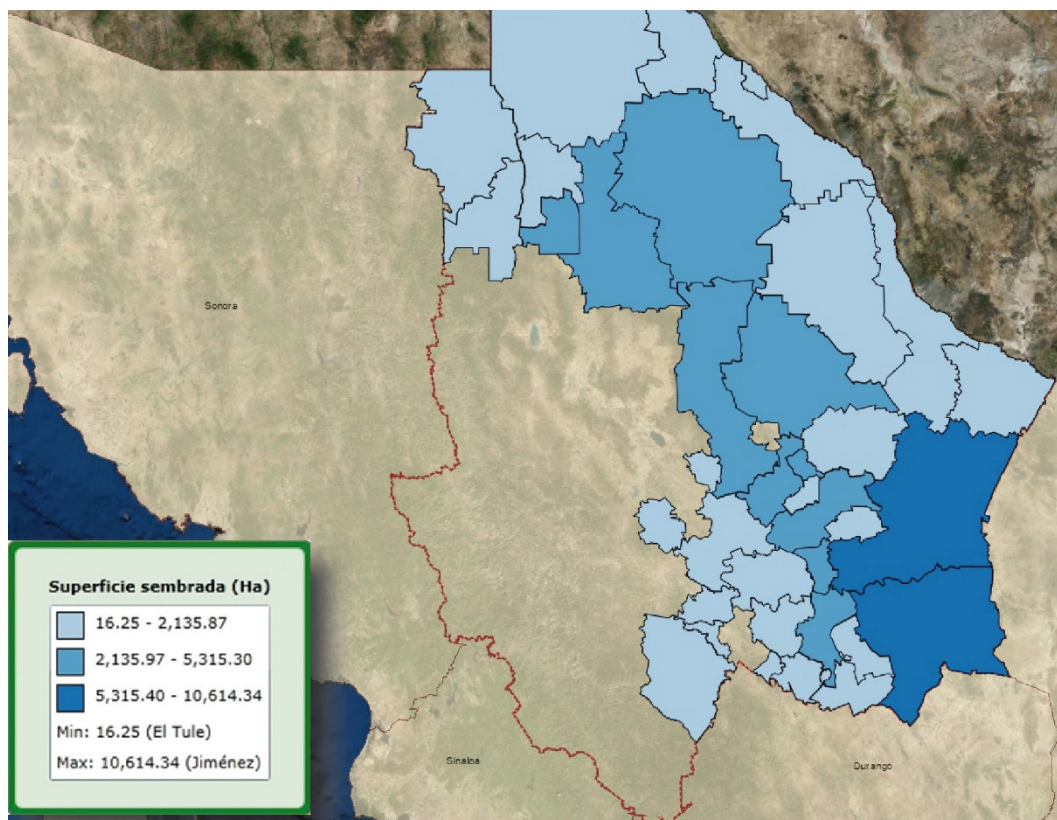 Sonora
Superficie sembrada (Ha)
16.25 - 2,135.87
2,135.97 - 5,315.30
5,315.40 - 10,614.34
Min: 16.25 (El Tule)
Max: 10,614.34 (Jiménez)
Sinaloa
Durango